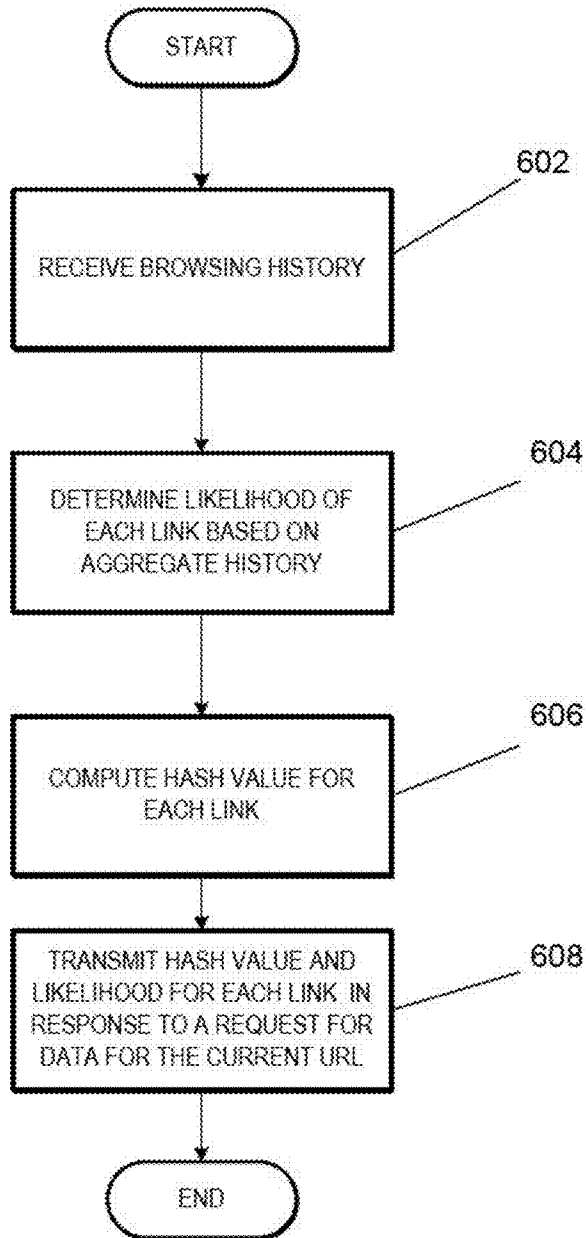 START
602
RECEIVE BROWSING HISTORY
604
DETERMINE LIKELIHOOD OF
EACH LINK BASED ON
AGGREGATE HISTORY
606
COMPUTE HASH VALUE FOR
EACH LINK
608
TRANSMIT HASH VALUE AND
LIKELIHOOD FOR EACH LINK IN
RESPONSE TO A REQUEST FOR
DATA FOR THE CURRENT URL
END